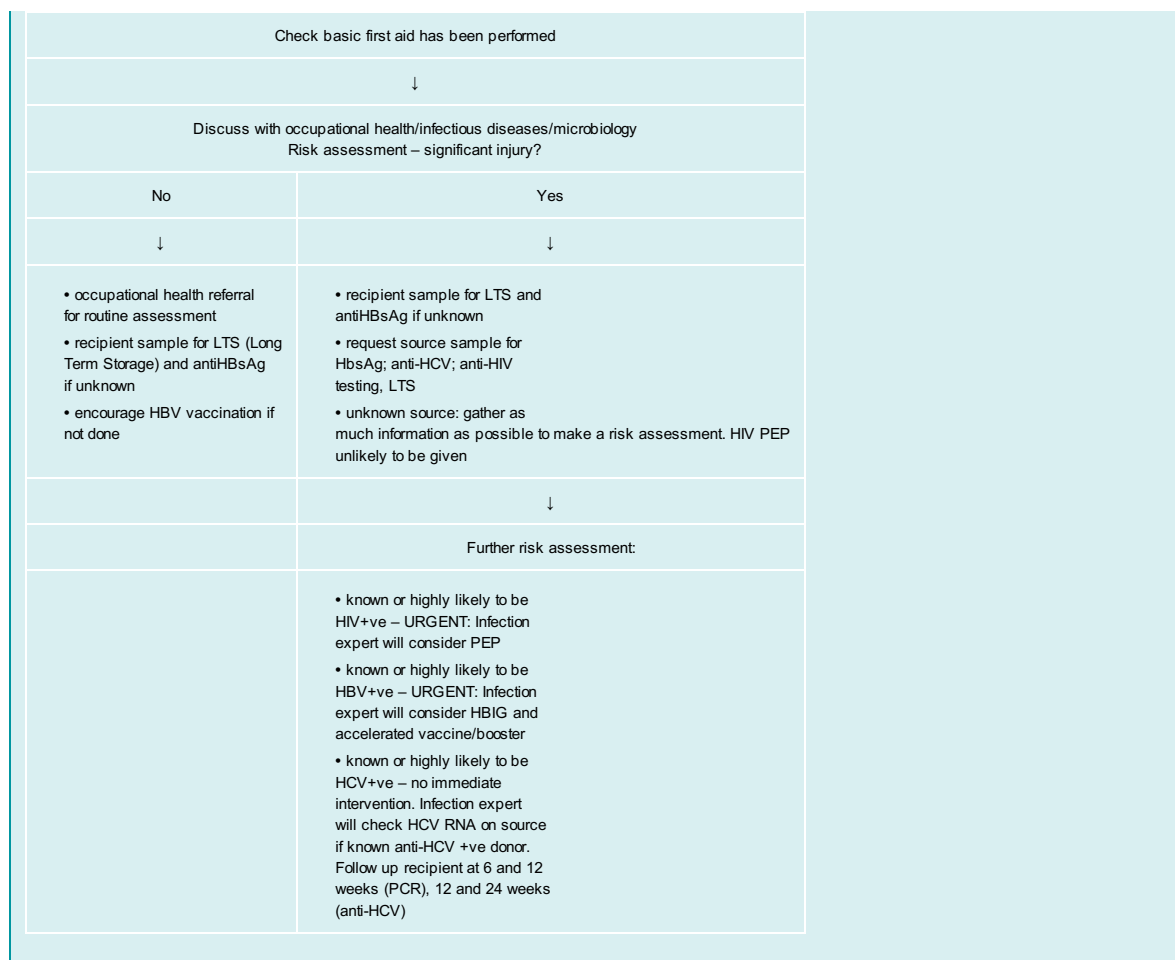 Check basic first aid has been performed
↓
Discuss with occupational health/infectious diseases/microbiology
Risk assessment – significant injury?
No
Yes
↓
↓
• occupational health referral
for routine assessment
• recipient sample for LTS (Long
Term Storage) and antiHBsAg
if unknown
• encourage HBV vaccination if
not done
• recipient sample for LTS and
antiHBsAg if unknown
• request source sample for
HbsAg; anti-HCV; anti-HIV
testing, LTS
• unknown source: gather as
much information as possible to make a risk assessment. HIV PEP
unlikely to be given
↓
Further risk assessment:
• known or highly likely to be
HIV+ve – URGENT: Infection
expert will consider PEP
• known or highly likely to be
HBV+ve – URGENT: Infection
expert will consider HBIG and
accelerated vaccine/booster
• known or highly likely to be
HCV+ve – no immediate
intervention. Infection expert
will check HCV RNA on source
if known anti-HCV +ve donor.
Follow up recipient at 6 and 12
weeks (PCR), 12 and 24 weeks
(anti-HCV)